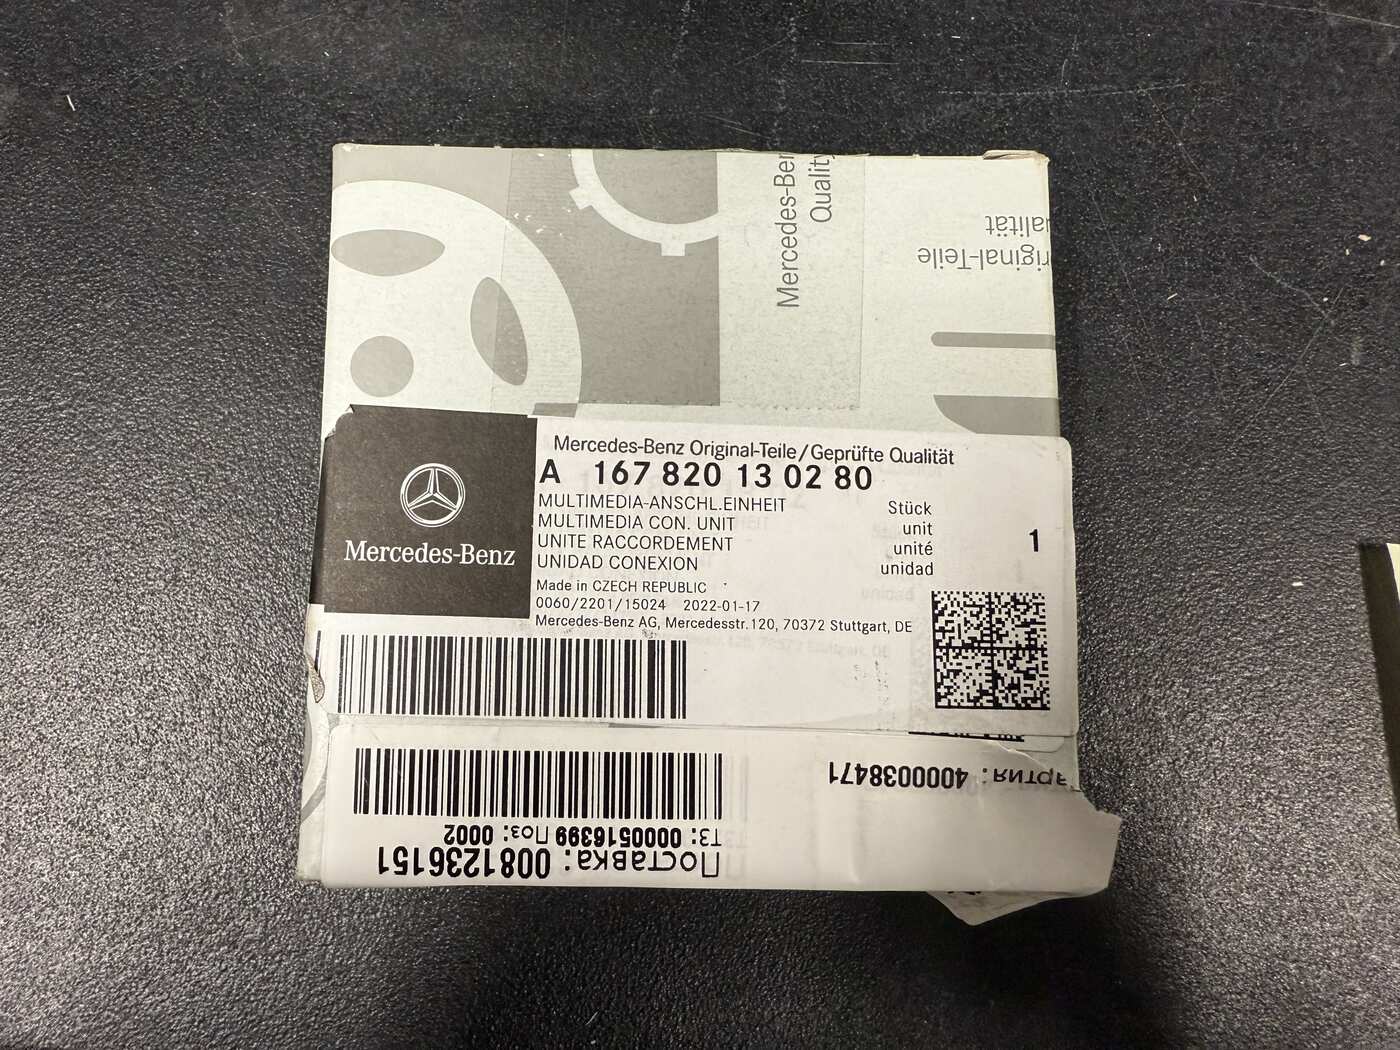 Mercedes-Ben
Quality
ualität
riginal-Teile
Mercedes-Benz
Mercedes-Benz Original-Teile/Geprüfte Qualität
A 167 820 13 02 80
MULTIMEDIA-ANSCHL.EINHEIT Stück
MULTIMEDIA CON. UNIT unit
UNITE RACCORDEMENT unité 1
UNIDAD CONEXION unidad
Made in CZECH REPUBLIC
0060/2201/15024 2022-01-17
Mercedes-Benz AG, Mercedesstr.120, 70372 Stuttgart, DE
4000038471
ТЗ: 0000516399 Поз: 0002
Поставка: 0081236151